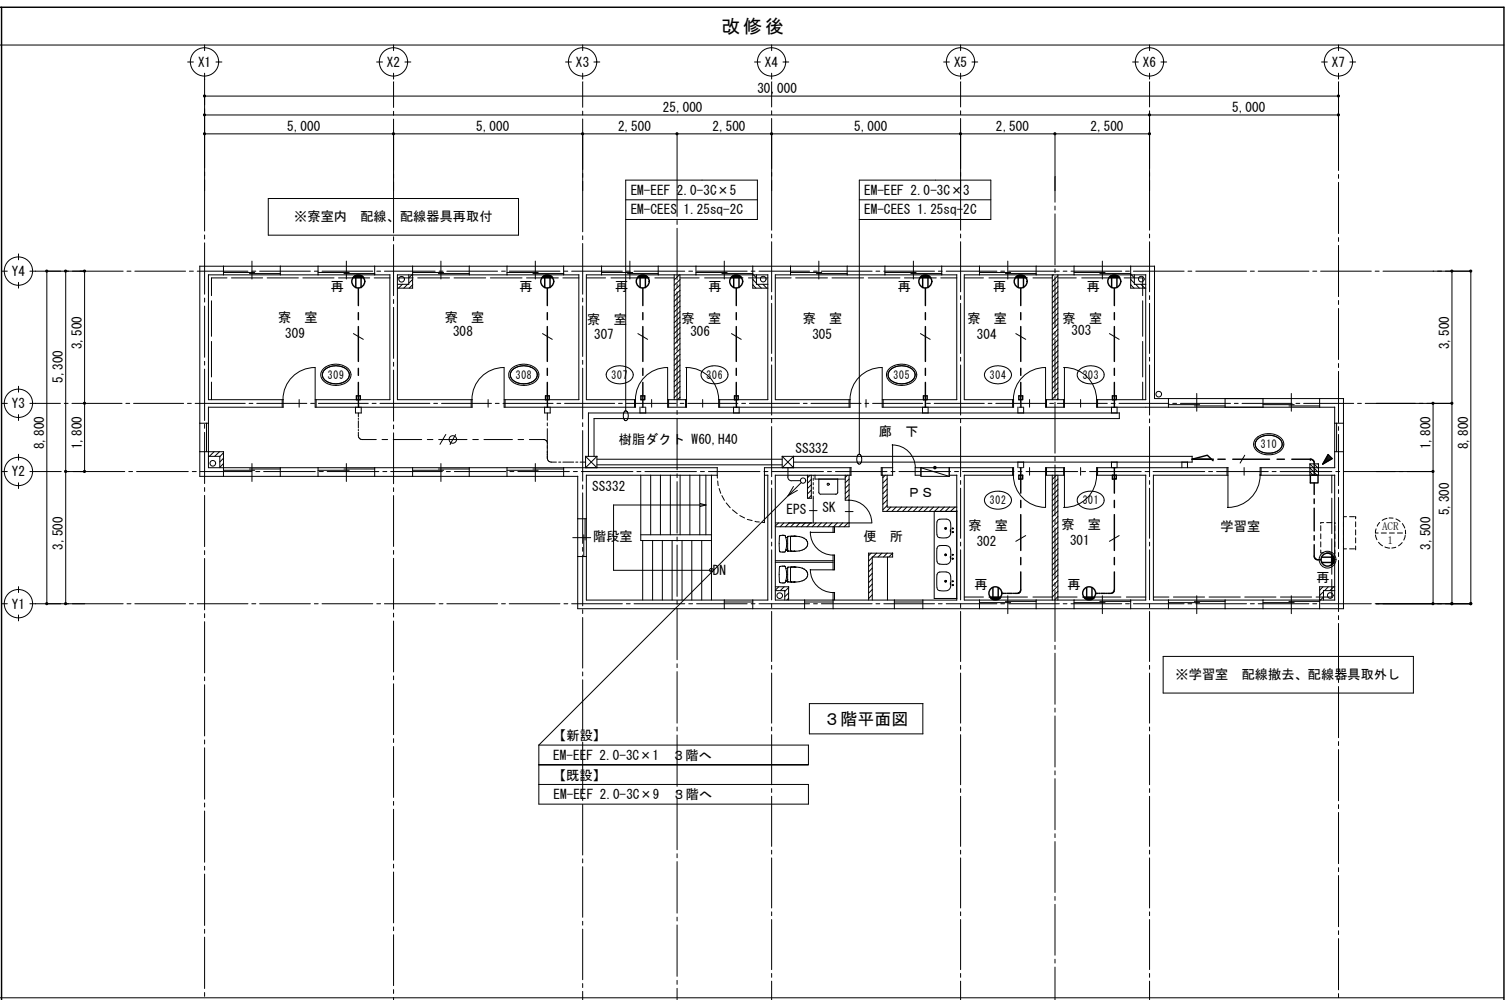 改修後
X1 X2 X3 X4 X5 X6 X7
30,000
25,000 5,000
5,000 5,000 2,500 2,500 5,000 2,500 2,500
EM-EEF 2.0-3C×5
EM-CEES 1.25sq-2C
EM-EEF 2.0-3C×3
EM-CEES 1.25sq-2C
※寮室内 配線、配線器具再取付
Y4
Y3
Y2
Y1
8,800
5,300
3,500
3,500
1,800
再 再 再 再 再 再 再
寮 室
309
寮 室
308
寮 室
307
寮 室
306
寮 室
305
寮 室
304
寮 室
303
309 308 307 306 305 304 303
3,500
1,800
8,800
5,300
3,500
樹脂ダクト W60,H40
SS332
廊 下
310
SS332
階段室
DN
EPS
SK
PS
便 所
302
寮 室
302
再
301
寮 室
301
再
学習室
再
ACR
1
※学習室 配線撤去、配線器具取外し
３階平面図
【新設】
EM-EEF 2.0-3C×1 ３階へ
【既設】
EM-EEF 2.0-3C×9 ３階へ